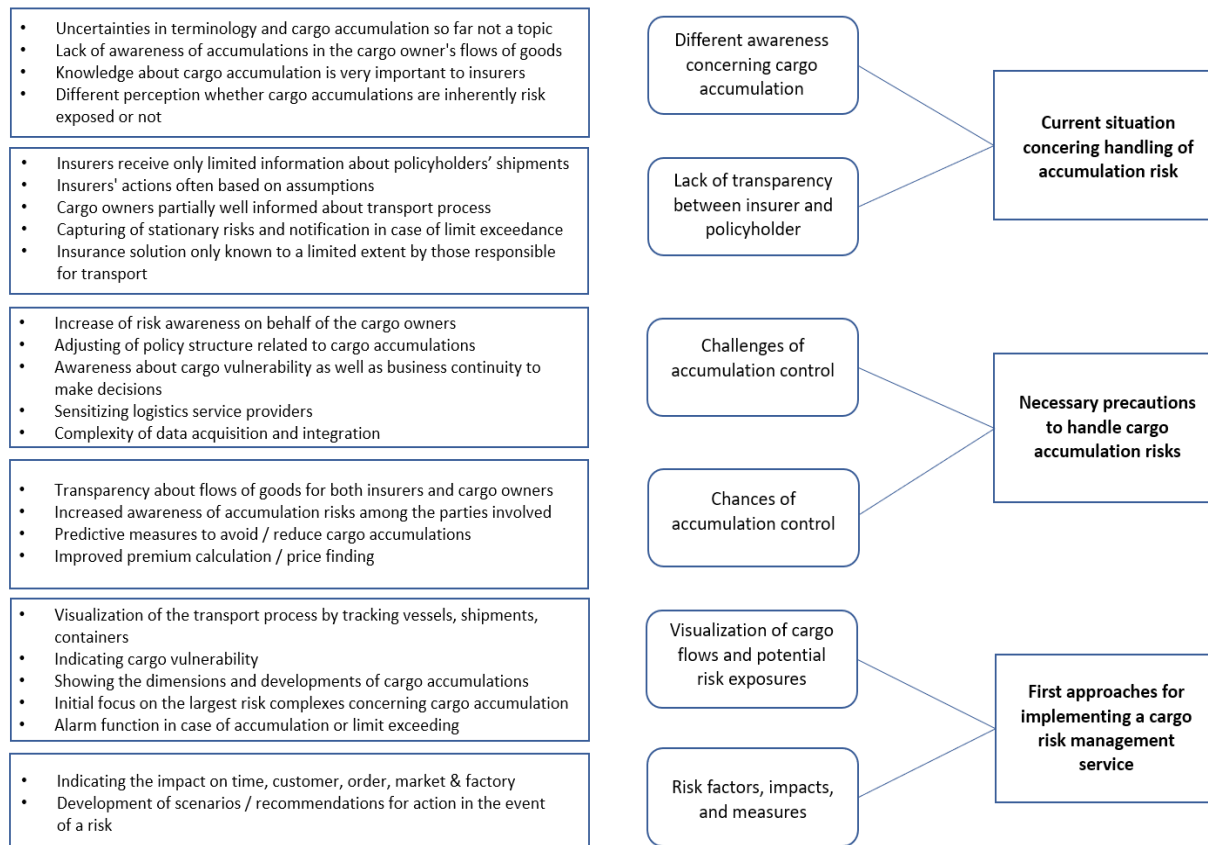 • Uncertainties in terminology and cargo accumulation so far not a topic
• Lack of awareness of accumulations in the cargo owner's flows of goods
• Knowledge about cargo accumulation is very important to insurers
• Different perception whether cargo accumulations are inherently risk
exposed or not
Different awareness
concerning cargo
accumulation
• Insurers receive only limited information about policyholders’ shipments
• Insurers' actions often based on assumptions
• Cargo owners partially well informed about transport process
• Capturing of stationary risks and notification in case of limit exceedance
• Insurance solution only known to a limited extent by those responsible
for transport
Lack of transparency
between insurer and
policyholder
Current situation
concering handling of
accumulation risk
• Increase of risk awareness on behalf of the cargo owners
• Adjusting of policy structure related to cargo accumulations
• Awareness about cargo vulnerability as well as business continuity to
make decisions
• Sensitizing logistics service providers
• Complexity of data acquisition and integration
Challenges of
accumulation control
• Transparency about flows of goods for both insurers and cargo owners
• Increased awareness of accumulation risks among the parties involved
• Predictive measures to avoid / reduce cargo accumulations
• Improved premium calculation / price finding
Chances of
accumulation control
Necessary precautions
to handle cargo
accumulation risks
• Visualization of the transport process by tracking vessels, shipments,
containers
• Indicating cargo vulnerability
• Showing the dimensions and developments of cargo accumulations
• Initial focus on the largest risk complexes concerning cargo accumulation
• Alarm function in case of accumulation or limit exceeding
Visualization of cargo
flows and potential
risk exposures
• Indicating the impact on time, customer, order, market & factory
• Development of scenarios / recommendations for action in the event
of a risk
Risk factors, impacts,
and measures
First approaches for
implementing a cargo
risk management
service